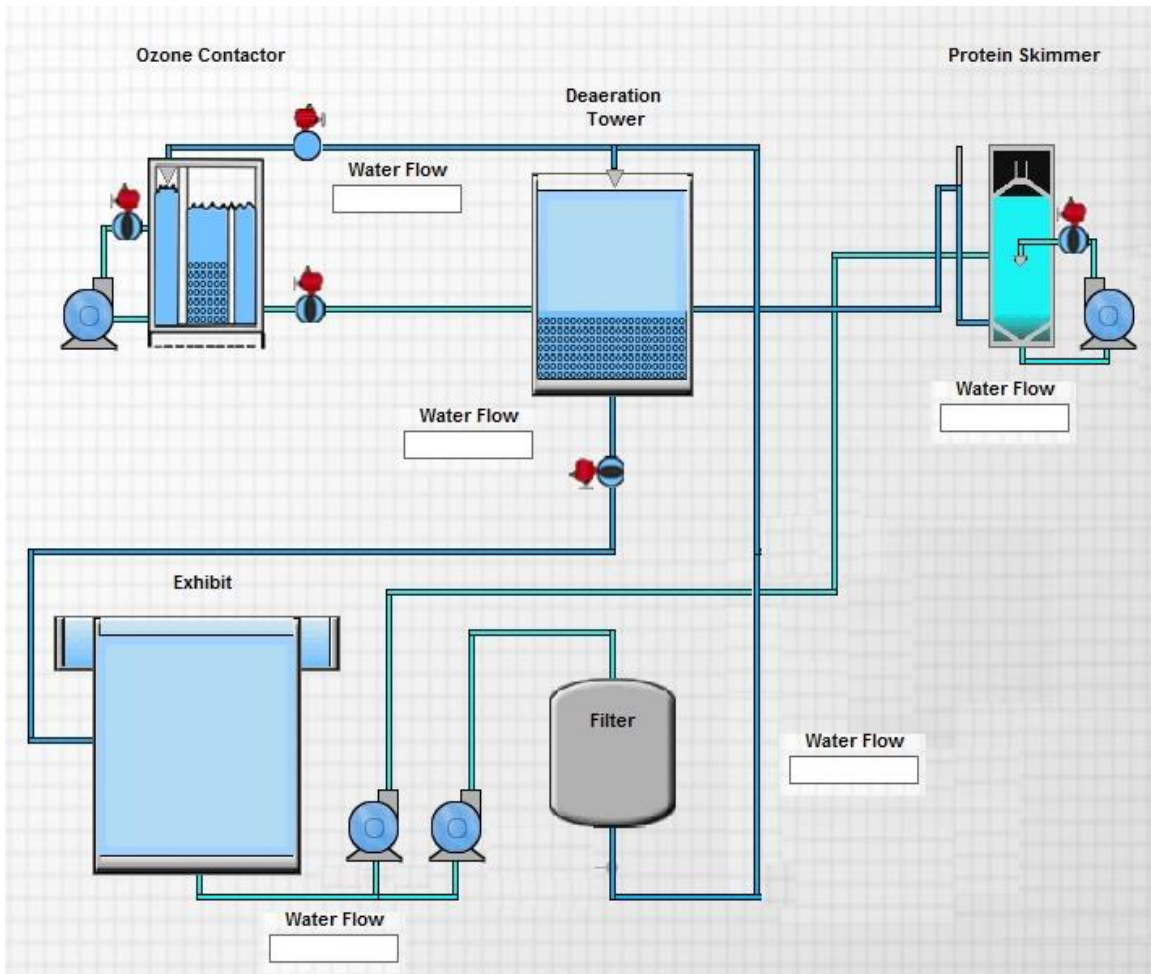 Ozone Contactor
Protein Skimmer
Deaeration
Tower
Water Flow
Water Flow
Water Flow
Exhibit
Filter
Water Flow
Water Flow